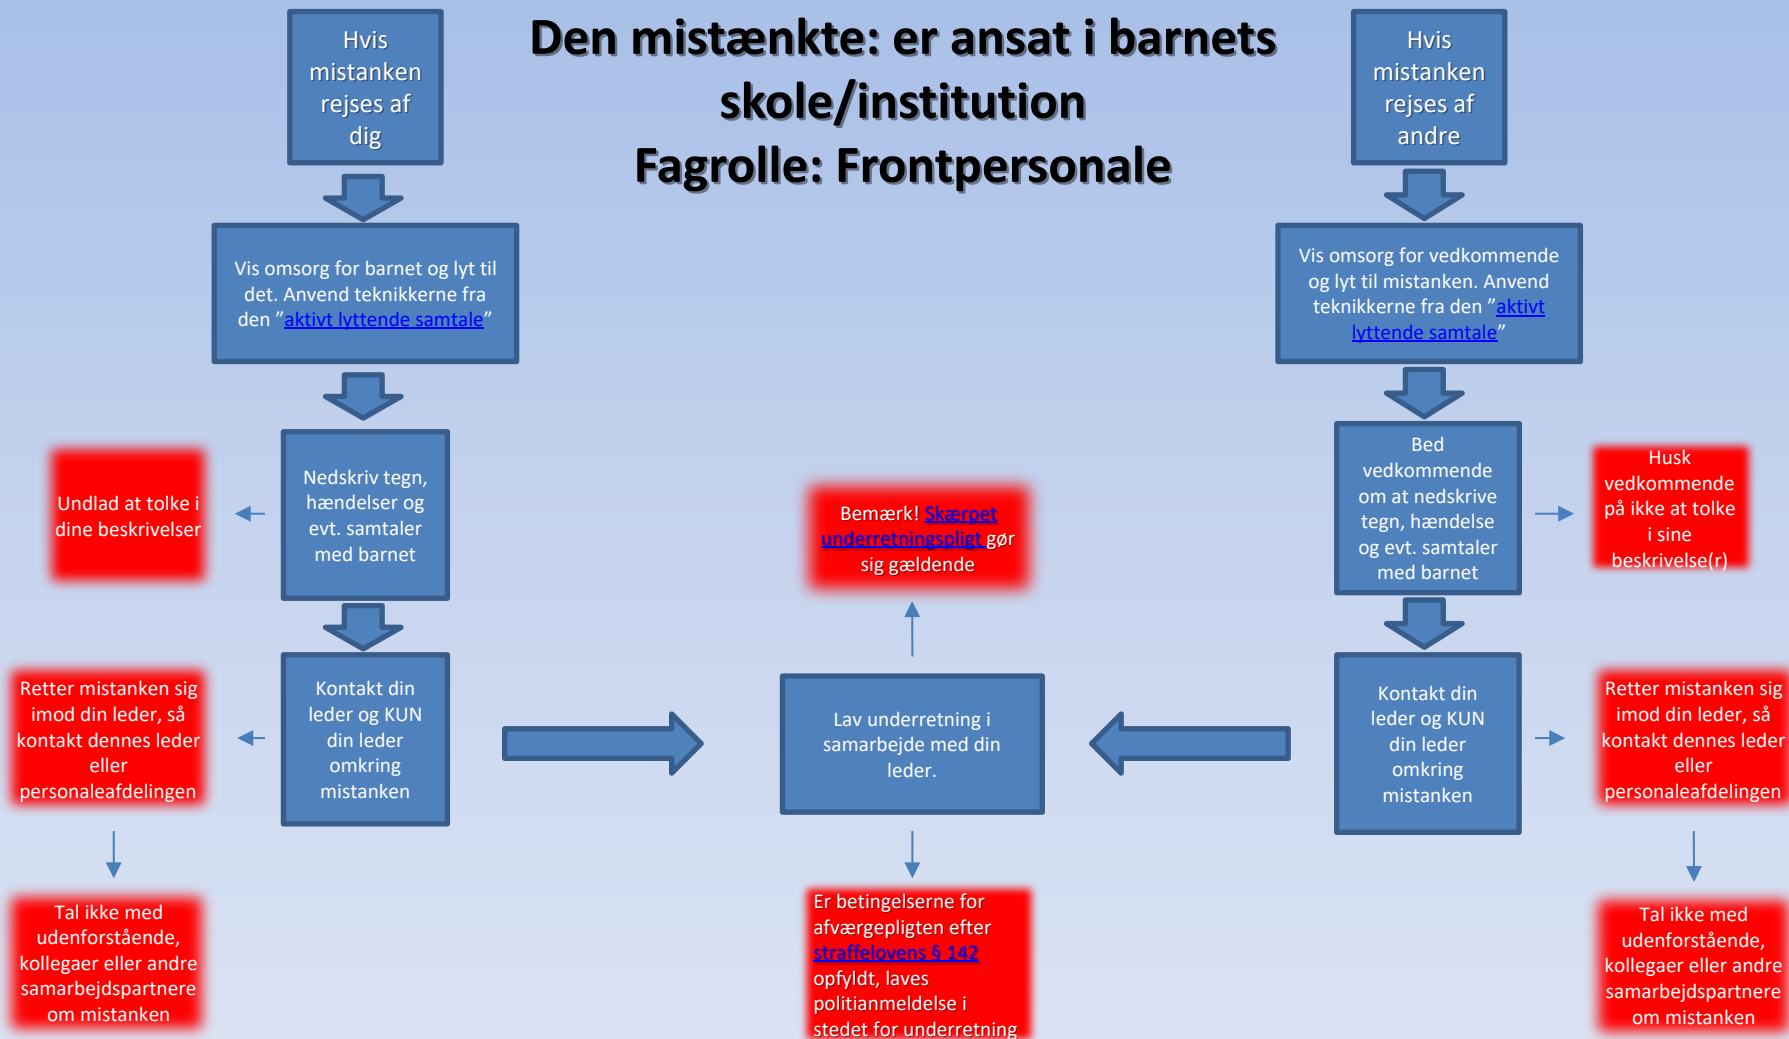 Den mistænkte: er ansat i barnets
skole/institution
Fagrolle: Frontpersonale
Hvis
mistanken
rejses af
dig
Vis omsorg for barnet og lyt til
det. Anvend teknikkerne fra
den ”aktivt lyttende samtale”
Nedskriv tegn,
hændelser og
evt. samtaler
med barnet
Undlad at tolke i
dine beskrivelser
Kontakt din
leder og KUN
din leder
omkring
mistanken
Retter mistanken sig
imod din leder, så
kontakt dennes leder
eller
personaleafdelingen
Tal ikke med
udenforstående,
kollegaer eller andre
samarbejdspartnere
om mistanken
Bemærk! Skærpet
underretningspligt gør
sig gældende
Lav underretning i
samarbejde med din
leder.
Er betingelserne for
afværgepligten efter
straffelovens § 142
opfyldt, laves
politianmeldelse i
stedet for underretning
Hvis
mistanken
rejses af
andre
Vis omsorg for vedkommende
og lyt til mistanken. Anvend
teknikkerne fra den ”aktivt
lyttende samtale”
Bed
vedkommende
om at nedskrive
tegn, hændelse
og evt. samtaler
med barnet
Husk
vedkommende
på ikke at tolke
i sine
beskrivelse(r)
Kontakt din
leder og KUN
din leder
omkring
mistanken
Retter mistanken sig
imod din leder, så
kontakt dennes leder
eller
personaleafdelingen
Tal ikke med
udenforstående,
kollegaer eller andre
samarbejdspartnere
om mistanken